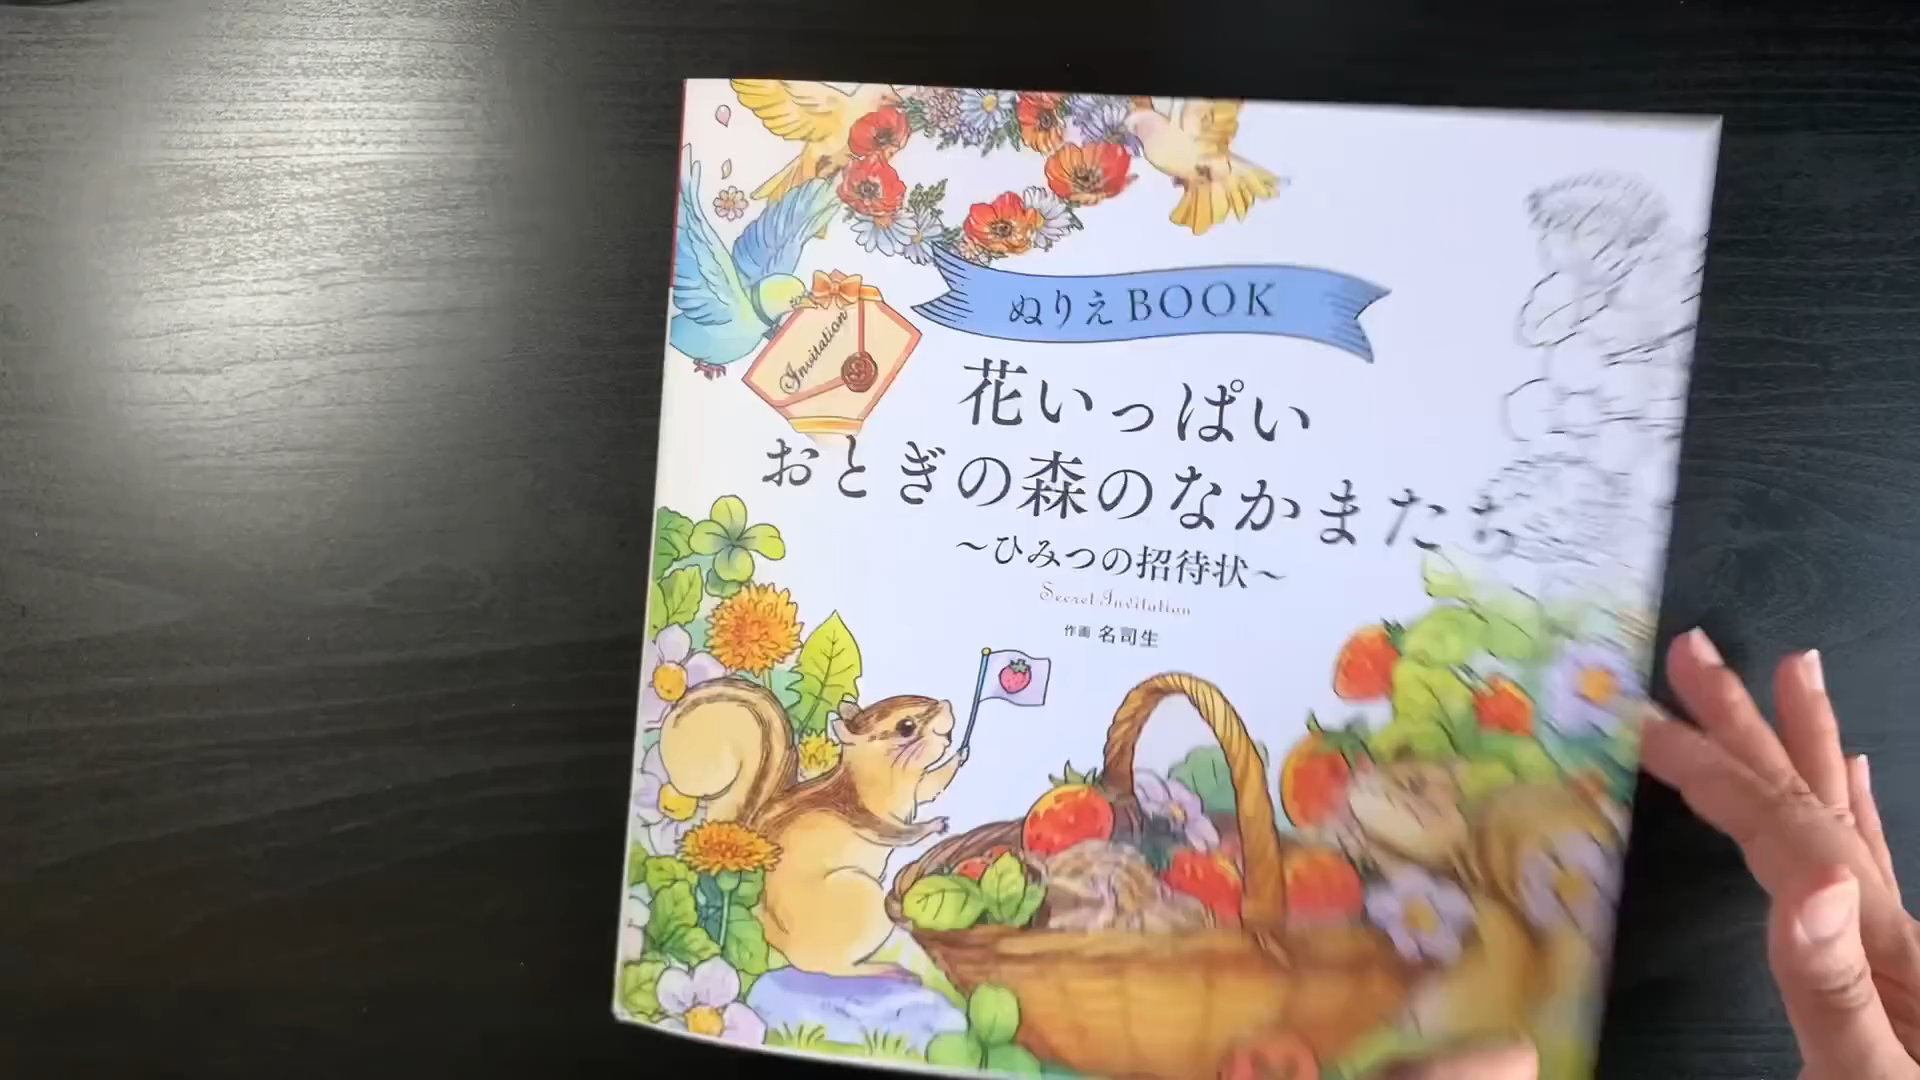 ぬりえBOOK
Invitation
花いっぱい
おとぎの森のなかまたち
～ひみつの招待状～
Secret Invitation
作画 名司生